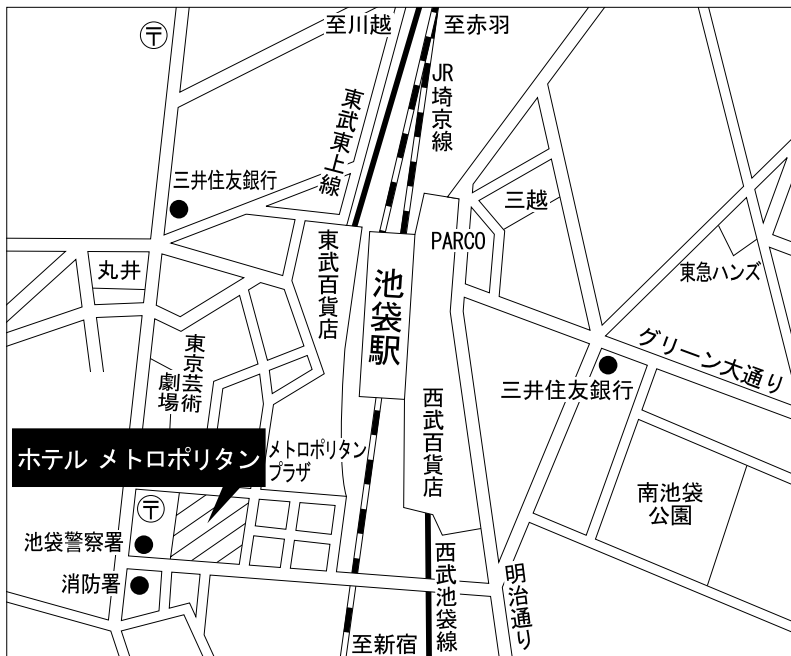 〒
至川越
至赤羽
JR埼京線
東武東上線
三井住友銀行
三越
PARCO
東武百貨店
池袋駅
丸井
東急ハンズ
グリーン大通り
東京芸術
劇場
三井住友銀行
西武百貨店
ホテル メトロポリタン
メトロポリタン
プラザ
南池袋
公園
〒
池袋警察署
消防署
西武池袋線
明治通り
至新宿